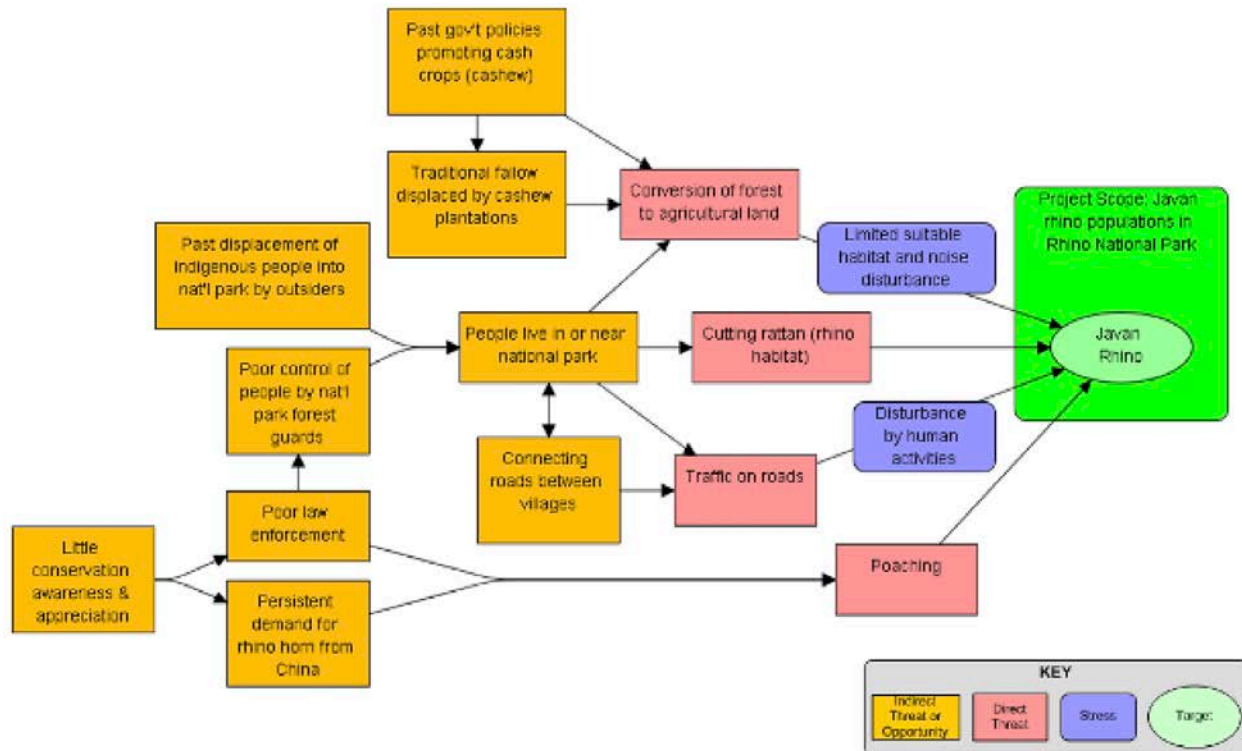 Past gov't policies
promoting cash
crops (cashew)
Traditional fallow
displaced by cashew
plantations
Conversion of forest
to agricultural land
Project Scope: Javan
rhino populations in
Rhino National Park
Past displacement of
indigenous people into
nat'l park by outsiders
Limited suitable
habitat and noise
disturbance
People live in or near
national park
Cutting rattan (rhino
habitat)
Javan
Rhino
Poor control of
people by nat'l
park forest
guards
Disturbance
by human
activities
Connecting
roads between
villages
Traffic on roads
Poor law
enforcement
Little
conservation
awareness &
appreciation
Poaching
Persistent
demand for
rhino horn from
China
KEY
Indirect
Threat or
Opportunity
Direct
Threat
Stress
Target